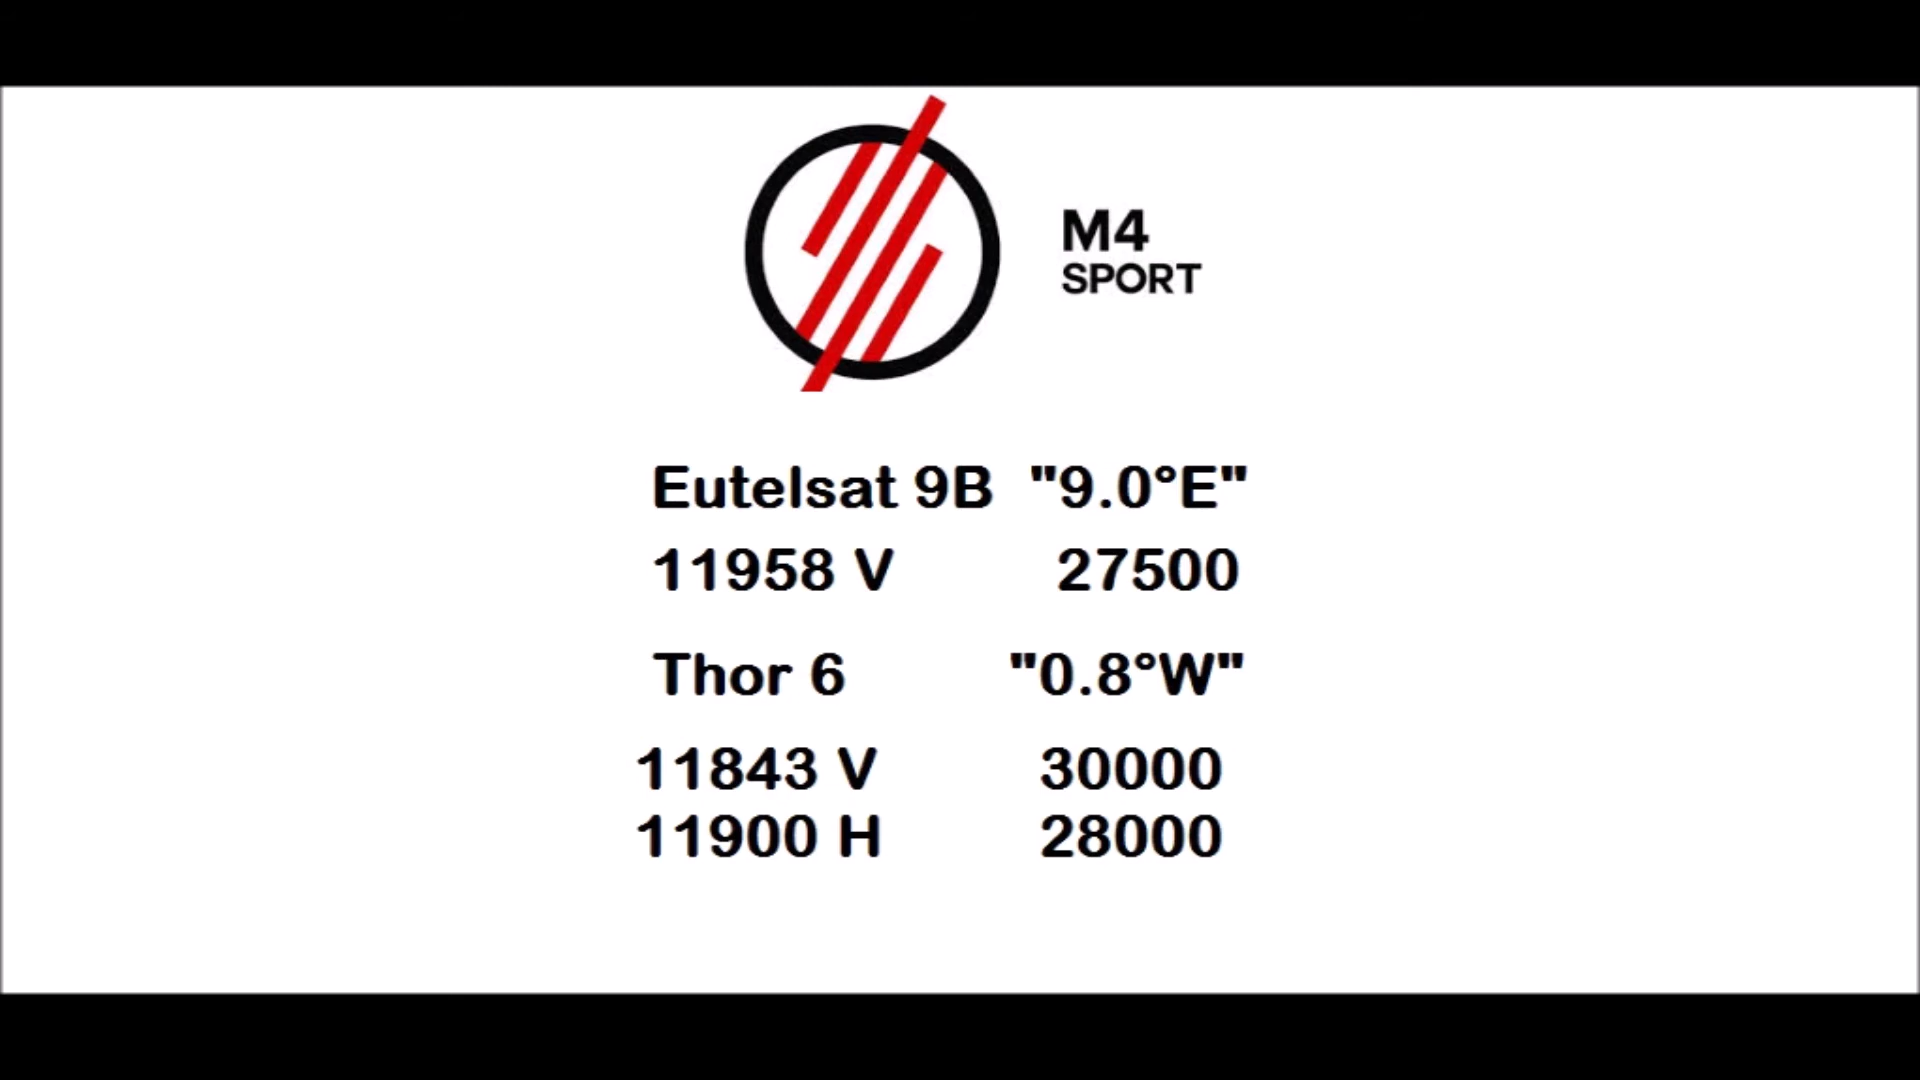 M4
SPORT
Eutelsat 9B "9.0°E"
11958 V 27500
Thor 6 "0.8°W"
11843 V 30000
11900 H 28000